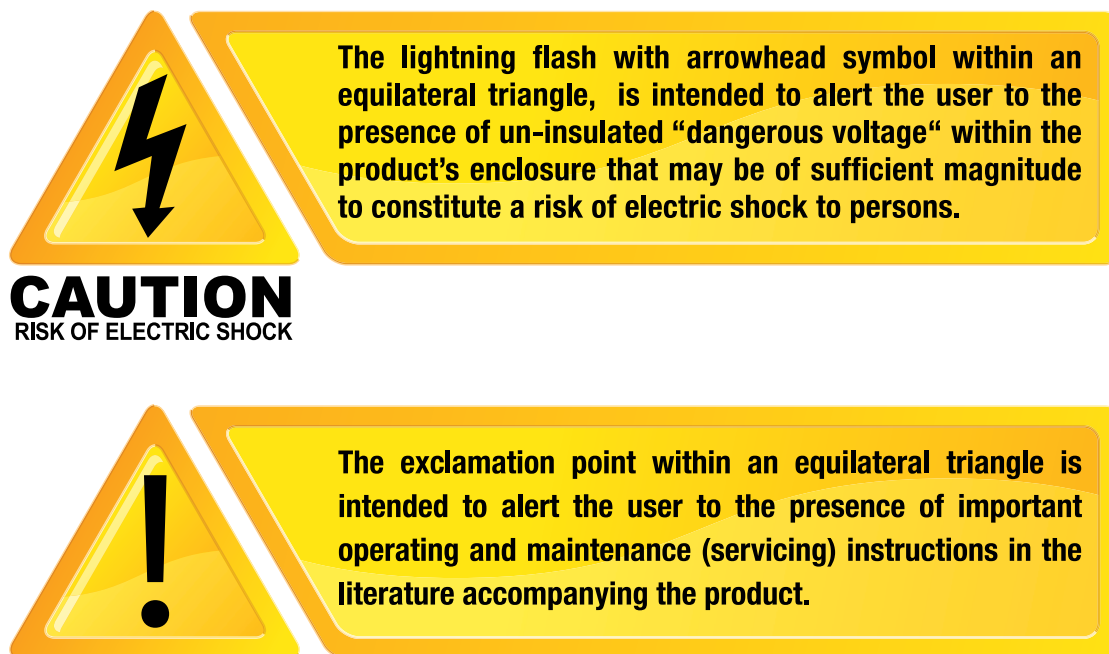 The lightning flash with arrowhead symbol within an
equilateral triangle, is intended to alert the user to the
presence of un-insulated “dangerous voltage“ within the
product’s enclosure that may be of sufficient magnitude
to constitute a risk of electric shock to persons.
CAUTION
RISK OF ELECTRIC SHOCK
!
The exclamation point within an equilateral triangle is
intended to alert the user to the presence of important
operating and maintenance (servicing) instructions in the
literature accompanying the product.